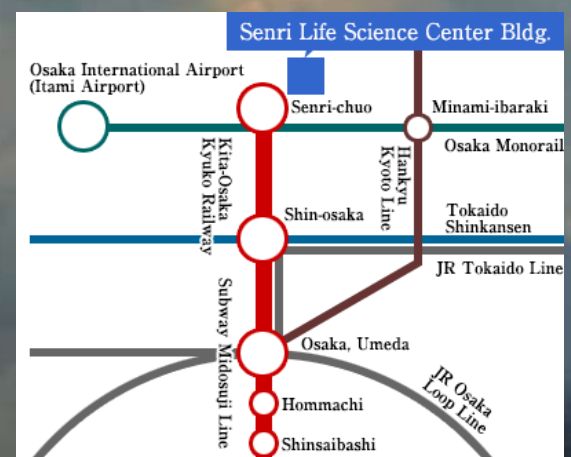 Senri Life Science Center Bldg.
Osaka International Airport
(Itami Airport)
Senri-chuo
Minami-ibaraki
Osaka Monorail
Kita-Osaka
Kyuko Railway
Hankyu
Kyoto Line
Shin-osaka
Tokaido
Shinkansen
JR Tokaido Line
Subway Midosuji Line
Osaka, Umeda
JR Osaka
Loop Line
Hommachi
Shinsaibashi